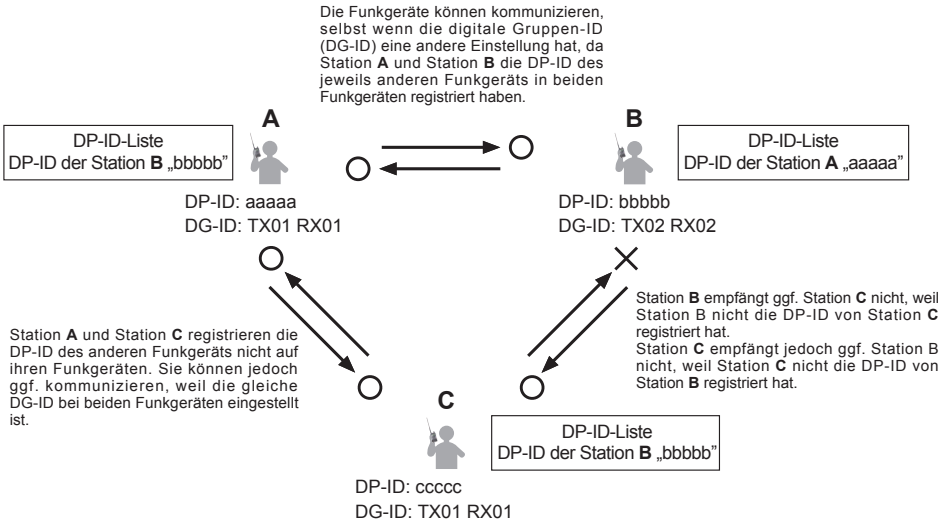 Die Funkgeräte können kommunizieren,
selbst wenn die digitale Gruppen-ID
(DG-ID) eine andere Einstellung hat, da
Station A und Station B die DP-ID des
jeweils anderen Funkgeräts in beiden
Funkgeräten registriert haben.
A
B
DP-ID-Liste
DP-ID der Station B „bbbbb”
DP-ID-Liste
DP-ID der Station A „aaaaa”
DP-ID: aaaaa
DG-ID: TX01 RX01
DP-ID: bbbbb
DG-ID: TX02 RX02
Station A und Station C registrieren die
DP-ID des anderen Funkgeräts nicht auf
ihren Funkgeräten. Sie können jedoch
ggf. kommunizieren, weil die gleiche
DG-ID bei beiden Funkgeräten eingestellt
ist.
Station B empfängt ggf. Station C nicht, weil
Station B nicht die DP-ID von Station C
registriert hat.
Station C empfängt jedoch ggf. Station B
nicht, weil Station C nicht die DP-ID von
Station B registriert hat.
C
DP-ID-Liste
DP-ID der Station B „bbbbb”
DP-ID: ccccc
DG-ID: TX01 RX01